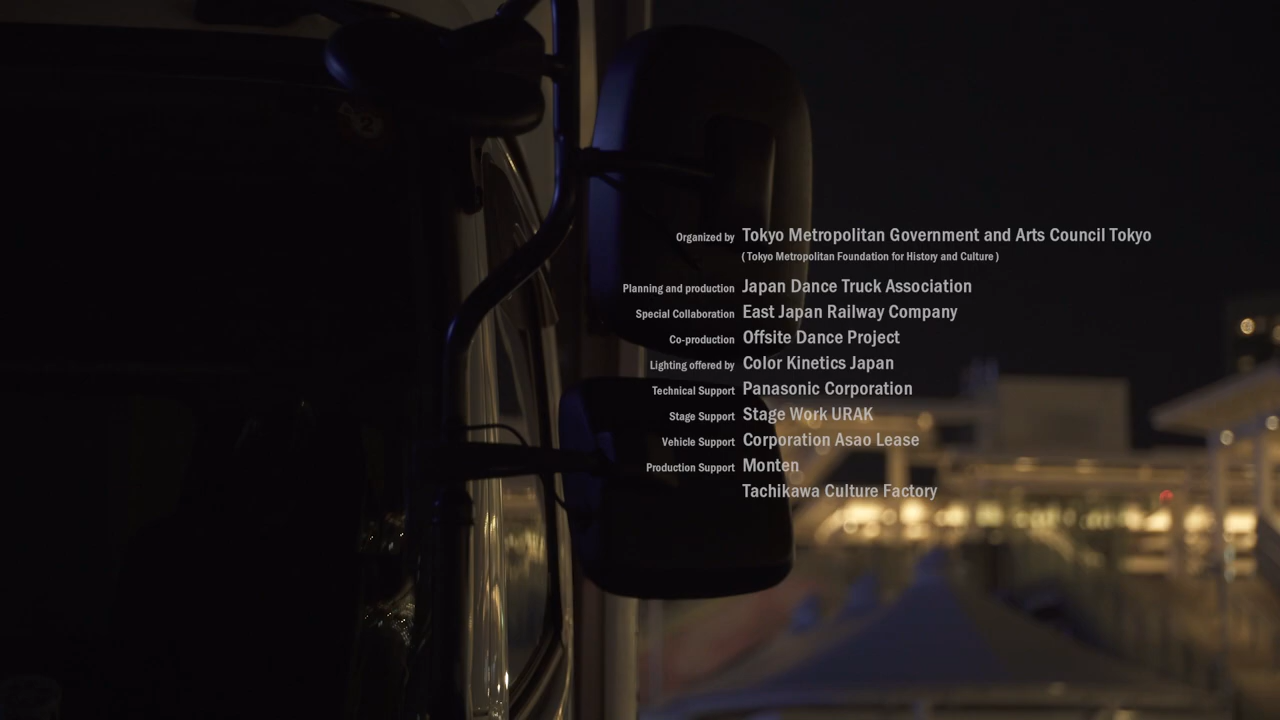 Organized by Tokyo Metropolitan Government and Arts Council Tokyo
( Tokyo Metropolitan Foundation for History and Culture )
Planning and production Japan Dance Truck Association
Special Collaboration East Japan Railway Company
Co-production Offsite Dance Project
Lighting offered by Color Kinetics Japan
Technical Support Panasonic Corporation
Stage Support Stage Work URAK
Vehicle Support Corporation Asao Lease
Production Support Monten
Tachikawa Culture Factory